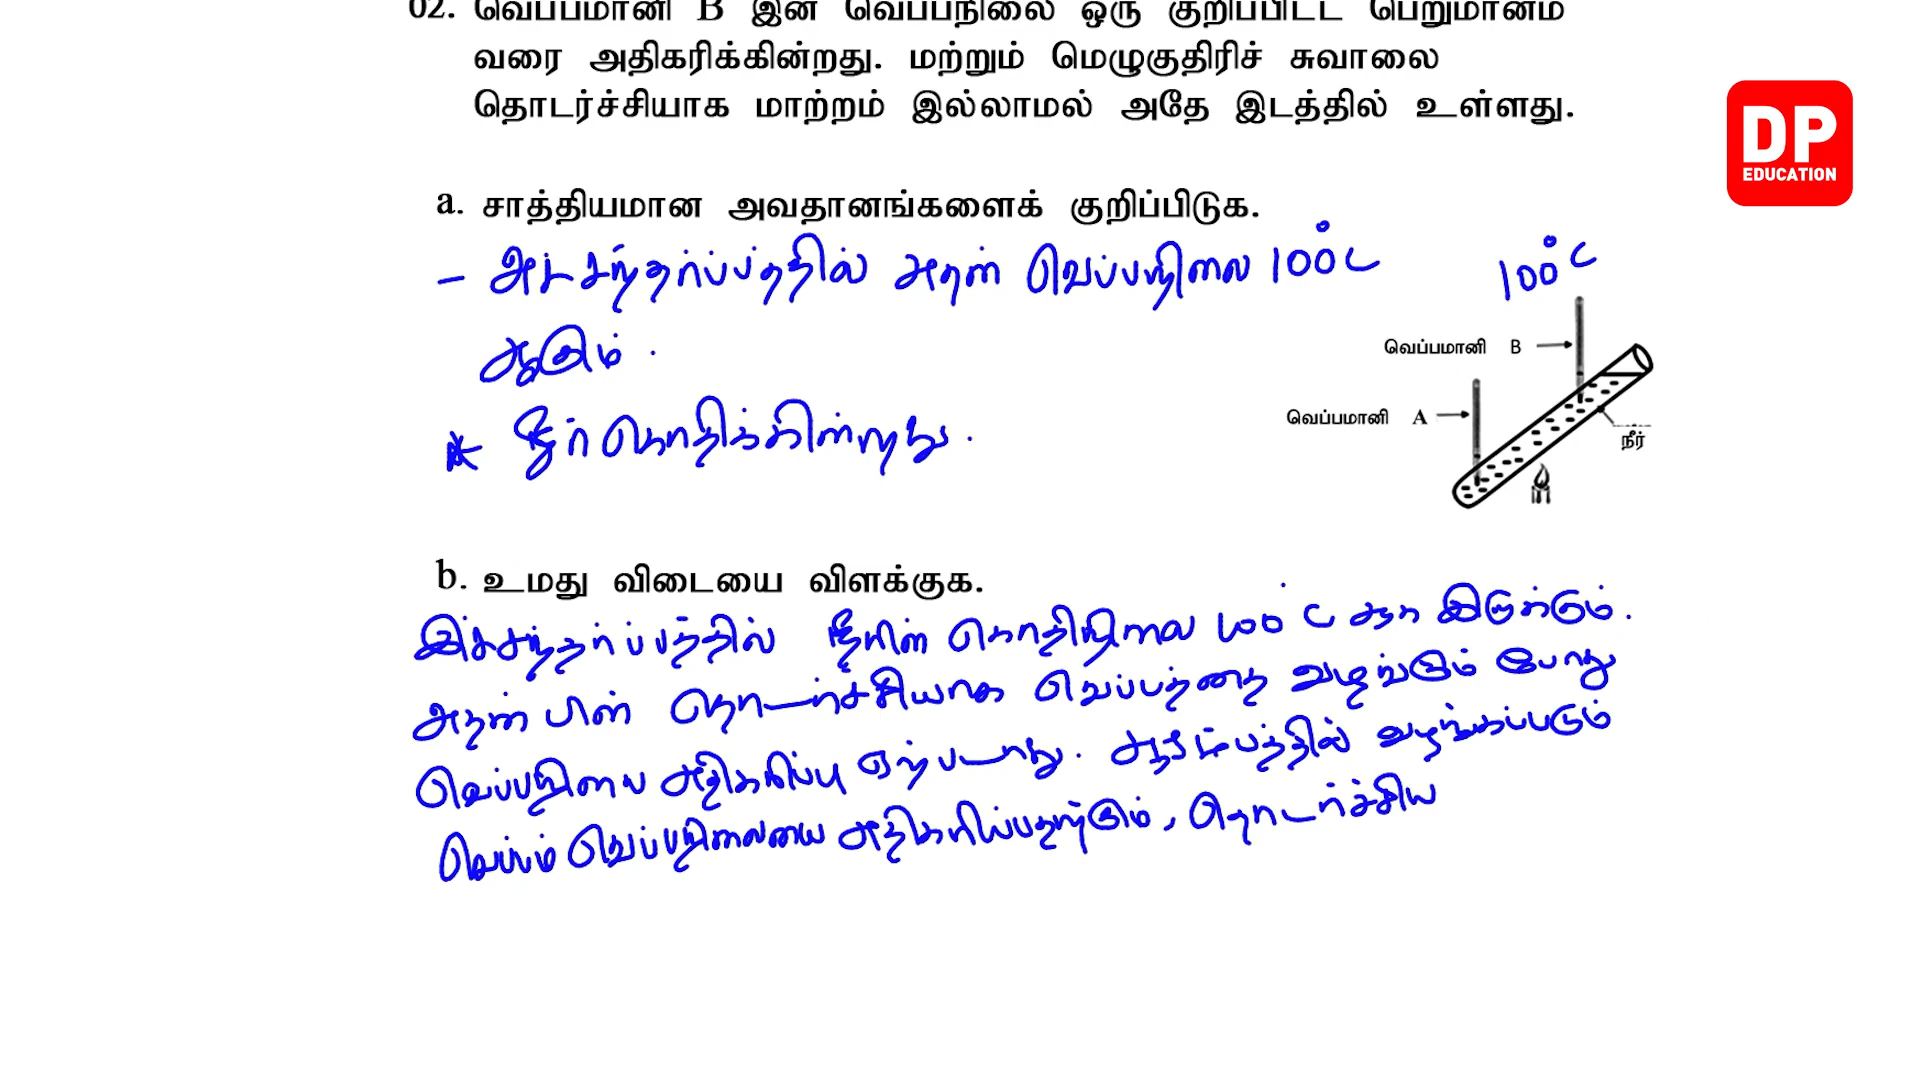 02. வெப்பமானி B இன் வெப்பநிலை ஒரு குறிப்பிட்ட பெறுமானம்
வரை அதிகரிக்கின்றது. மற்றும் மெழுகுதிரிச் சுவாலை
தொடர்ச்சியாக மாற்றம் இல்லாமல் அதே இடத்தில் உள்ளது.
DP
EDUCATION
a. சாத்தியமான அவதானங்களைக் குறிப்பிடுக.
- அச்சந்தர்ப்பத்தில் அதன் வெப்பநிலை 100°C
ஆகும்.
* நீர் கொதிக்கின்றது.
100°C
வெப்பமானி B
வெப்பமானி A
நீர்
b. உமது விடையை விளக்குக.
இச்சந்தர்ப்பத்தில் நீரின் கொதிநிலை 100°C ஆக இருக்கும்.
அதன் பின் தொடர்ச்சியாக வெப்பத்தை வழங்கும் போது
வெப்பநிலை அதிகரிப்பு ஏற்படாது. ஆரம்பத்தில் வழங்கப்படும்
வெப்பம் வெப்பநிலையை அதிகரிப்பதற்கும், தொடர்ச்சிய